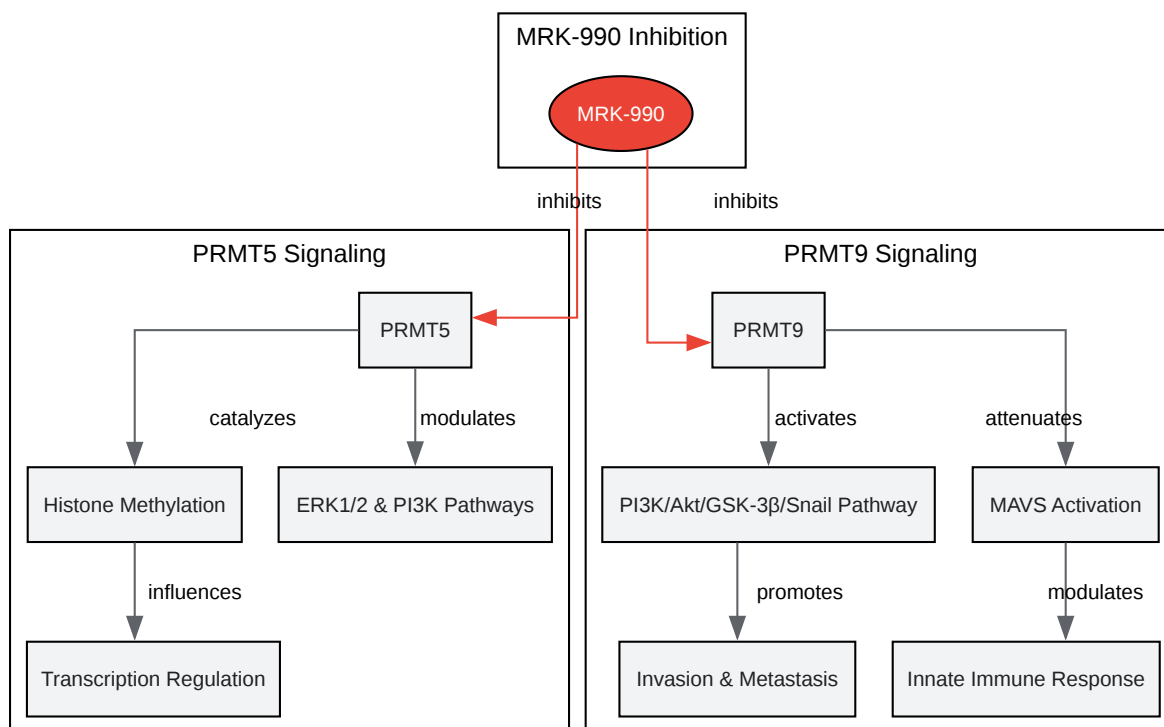 MRK-990 Inhibition
MRK-990
inhibits
inhibits
PRMT5 Signaling
PRMT9 Signaling
PRMT5
PRMT9
catalyzes
modulates
activates
attenuates
Histone Methylation
ERK1/2 & PI3K Pathways
PI3K/Akt/GSK-3β/Snail Pathway
MAVS Activation
influences
promotes
modulates
Transcription Regulation
Invasion & Metastasis
Innate Immune Response